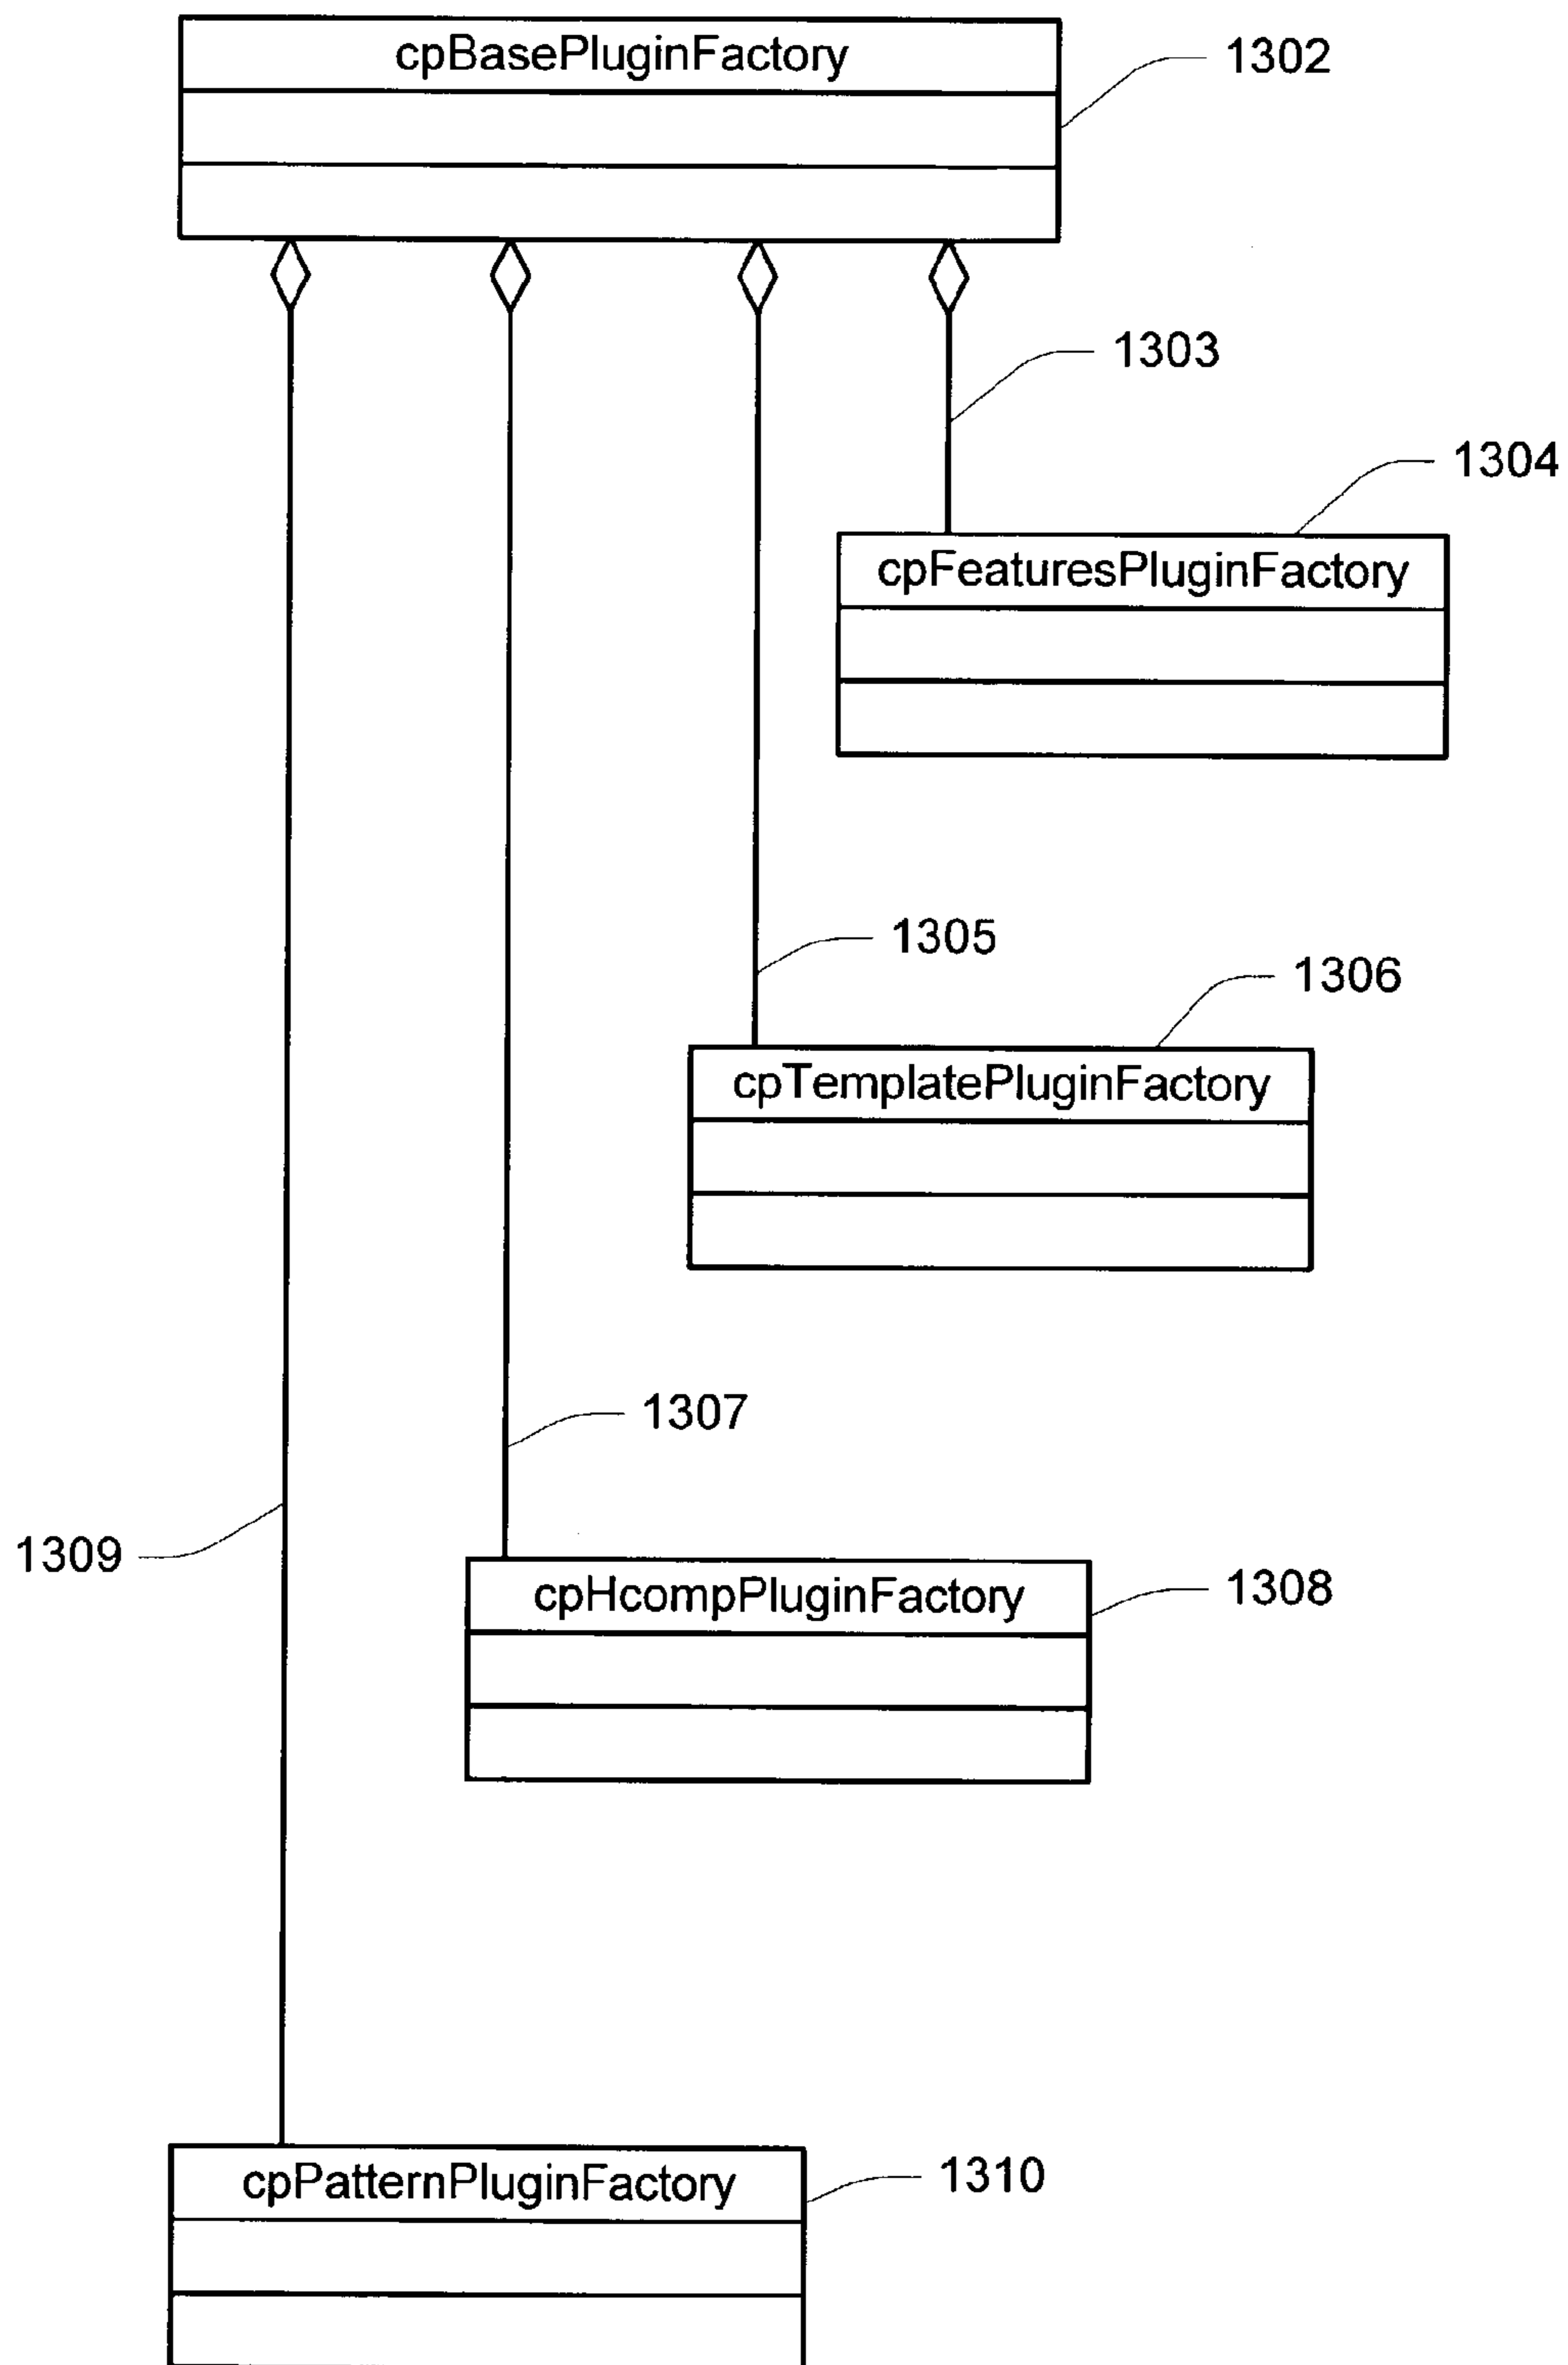 cpBasePluginFactory
1302
1303
1304
cpFeaturesPluginFactory
1305
1306
cpTemplatePluginFactory
1307
1309
cpHcompPluginFactory
1308
cpPatternPluginFactory
1310